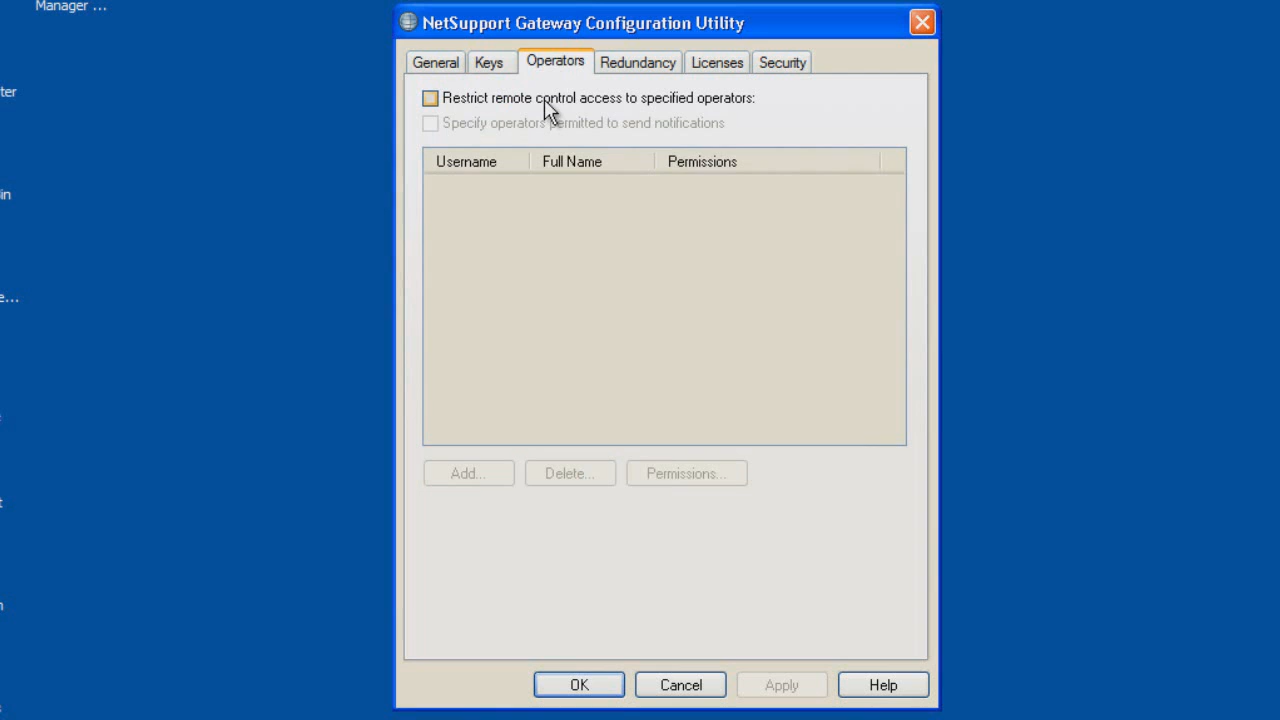 Manager ...
NetSupport Gateway Configuration Utility
General Keys Operators Redundancy Licenses Security
ter
Restrict remote control access to specified operators:
Specify operators permitted to send notifications
Username Full Name Permissions
in
e...
Add... Delete... Permissions...
t
n
OK Cancel Apply Help